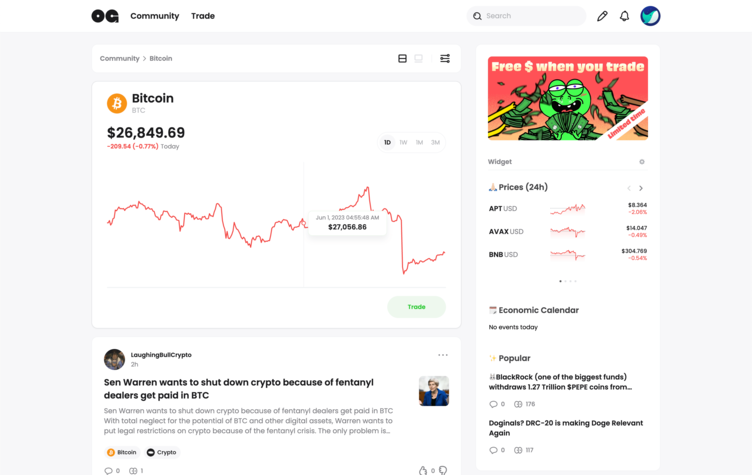 OG
Community
Trade
Search
Community > Bitcoin
Bitcoin
BTC
$26,849.69
-209.54 (-0.77%) Today
1D 1W 1M 3M
Jun 1, 2023 04:55:48 AM
$27,056.86
Trade
LaughingBullCrypto
2h
Sen Warren wants to shut down crypto because of fentanyl
dealers get paid in BTC
Sen Warren wants to shut down crypto because of fentanyl dealers get paid in BTC
With total neglect for the potential of BTC and other digital assets, Warren wants to
put legal restrictions on crypto because of the fentanyl crisis. The only problem is...
Bitcoin
Crypto
0
1
0
Free $ when you trade
Limited time
Widget
Prices (24h)
APT USD
$8.364
-2.06%
AVAX USD
$14.047
-0.49%
BNB USD
$304.769
-0.54%
Economic Calendar
No events today
Popular
BlackRock (one of the biggest funds)
withdraws 1.27 Trillion $PEPE coins from...
0
176
Doginals? DRC-20 is making Doge Relevant
Again
0
117